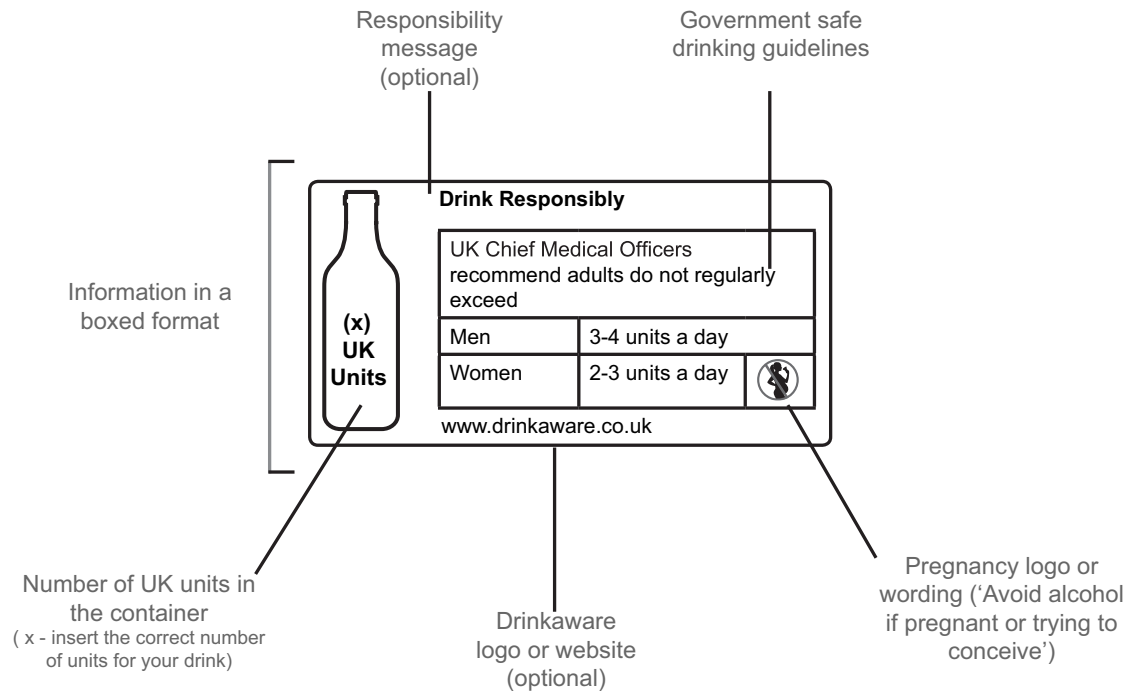 Responsibility
message
(optional)
Government safe
drinking guidelines
Information in a
boxed format
Drink Responsibly
UK Chief Medical Officers
recommend adults do not regularly
exceed
Men 3-4 units a day
Women 2-3 units a day
www.drinkaware.co.uk
(x)
UK
Units
Number of UK units in
the container
( x - insert the correct number
of units for your drink)
Drinkaware
logo or website
(optional)
Pregnancy logo or
wording (‘Avoid alcohol
if pregnant or trying to
conceive’)